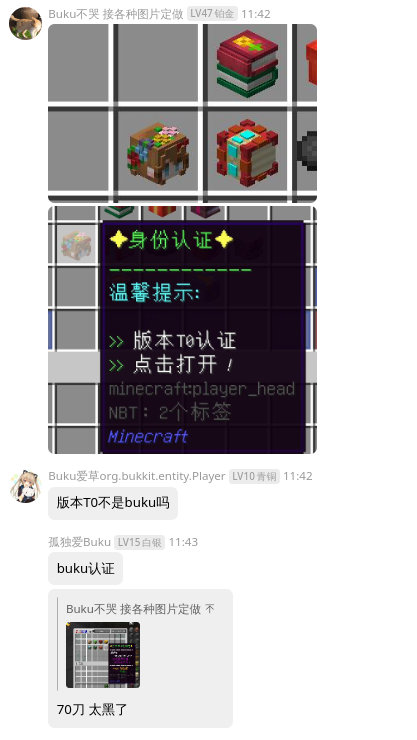 Buku不哭 接各种图片定做 LV47 铂金 11:42
✦身份认证✦
-------------
温馨提示:
>> 版本T0认证
>> 点击打开 !
minecraft:player_head
NBT: 2个标签
Minecraft
Buku爱草org.bukkit.entity.Player LV10 青铜 11:42
版本T0不是buku吗
孤独爱Buku LV15 白银 11:43
buku认证
Buku不哭 接各种图片定做
70刀 太黑了